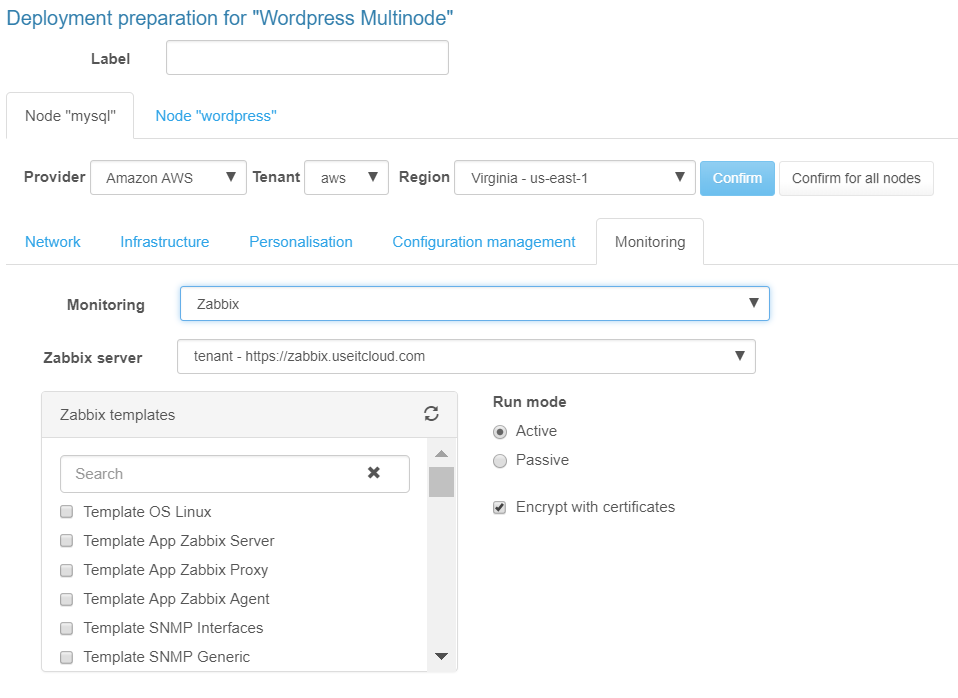 Deployment preparation for "Wordpress Multinode"
Label
Node "mysql" Node "wordpress"
Provider Amazon AWS Tenant aws Region Virginia - us-east-1 Confirm Confirm for all nodes
Network Infrastructure Personalisation Configuration management Monitoring
Monitoring Zabbix
Zabbix server tenant - https://zabbix.useitcloud.com
Zabbix templates
Search
Template OS Linux
Template App Zabbix Server
Template App Zabbix Proxy
Template App Zabbix Agent
Template SNMP Interfaces
Template SNMP Generic
Run mode
Active
Passive
Encrypt with certificates